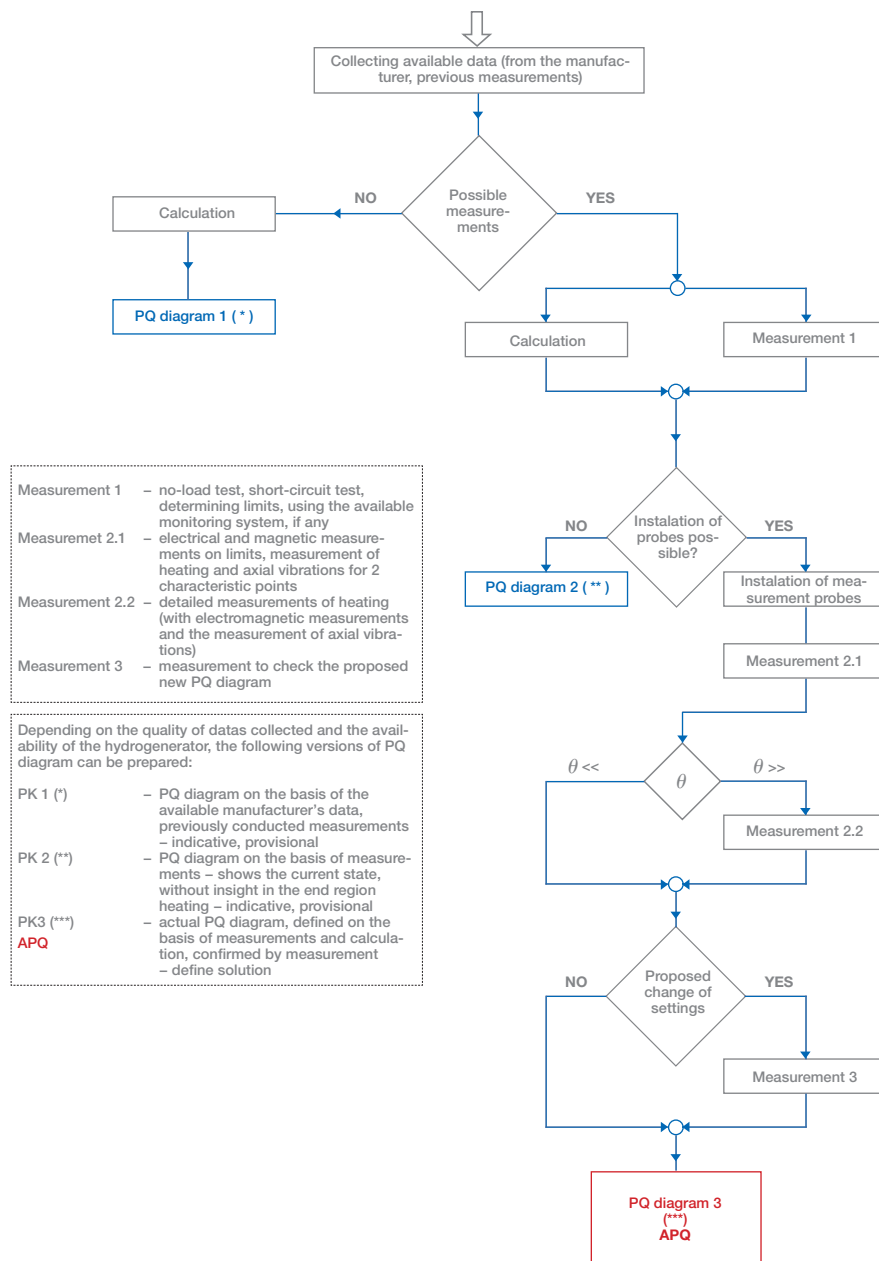 Collecting available data (from the manufac-
turer, previous measurements)
Possible
measure-
ments
NO
YES
Calculation
PQ diagram 1 ( * )
Calculation
Measurement 1
Instalation of
probes pos-
sible?
NO
YES
PQ diagram 2 ( ** )
Instalation of mea-
surement probes
Measurement 2.1
θ <<
θ
θ >>
Measurement 2.2
Proposed
change of
settings
NO
YES
Measurement 3
PQ diagram 3
(***)
APQ
Measurement 1 – no-load test, short-circuit test,
determining limits, using the available
monitoring system, if any
Measuremet 2.1 – electrical and magnetic measure-
ments on limits, measurement of
heating and axial vibrations for 2
characteristic points
Measurement 2.2 – detailed measurements of heating
(with electromagnetic measurements
and the measurement of axial vibra-
tions)
Measurement 3 – measurement to check the proposed
new PQ diagram
Depending on the quality of datas collected and the avail-
ability of the hydrogenerator, the following versions of PQ
diagram can be prepared:
PK 1 (*) – PQ diagram on the basis of the
available manufacturer's data,
previously conducted measurements
– indicative, provisional
PK 2 (**) – PQ diagram on the basis of measure-
ments – shows the current state,
without insight in the end region
heating – indicative, provisional
PK3 (***) – actual PQ diagram, defined on the
APQ basis of measurements and calcula-
tion, confirmed by measurement
– define solution